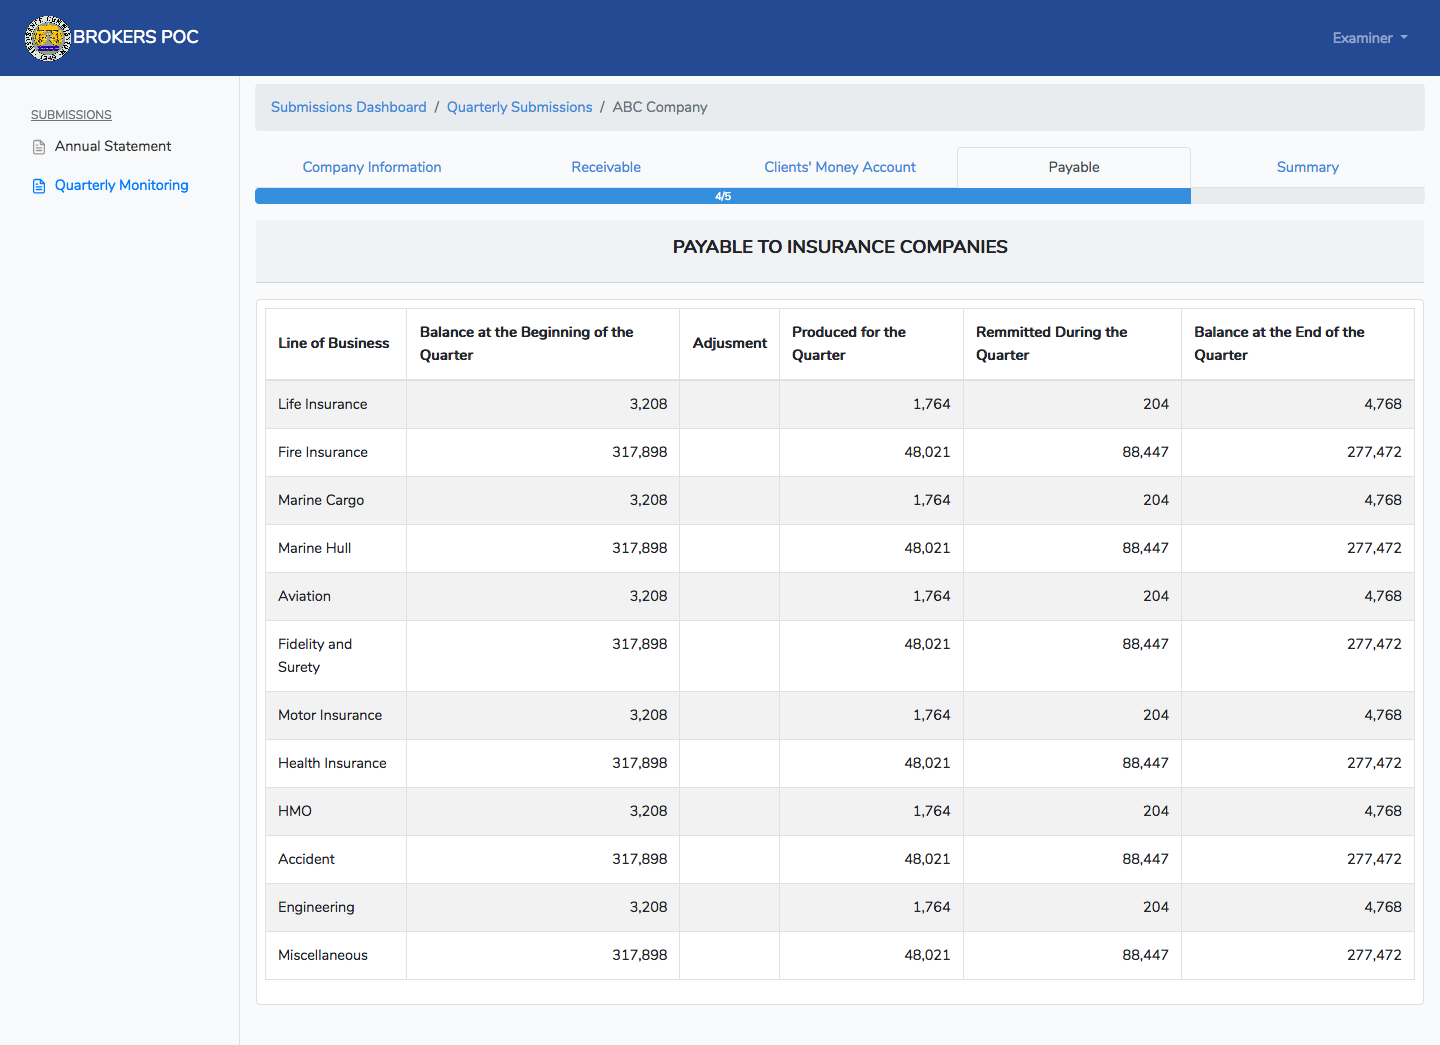 BROKERS POC
Examiner
SUBMISSIONS
Annual Statement
Quarterly Monitoring
Submissions Dashboard / Quarterly Submissions / ABC Company
Company Information Receivable Clients' Money Account Payable Summary
4/5
PAYABLE TO INSURANCE COMPANIES
Line of Business Balance at the Beginning of the Quarter Adjusment Produced for the Quarter Remmitted During the Quarter Balance at the End of the Quarter
Life Insurance 3,208 1,764 204 4,768
Fire Insurance 317,898 48,021 88,447 277,472
Marine Cargo 3,208 1,764 204 4,768
Marine Hull 317,898 48,021 88,447 277,472
Aviation 3,208 1,764 204 4,768
Fidelity and Surety 317,898 48,021 88,447 277,472
Motor Insurance 3,208 1,764 204 4,768
Health Insurance 317,898 48,021 88,447 277,472
HMO 3,208 1,764 204 4,768
Accident 317,898 48,021 88,447 277,472
Engineering 3,208 1,764 204 4,768
Miscellaneous 317,898 48,021 88,447 277,472